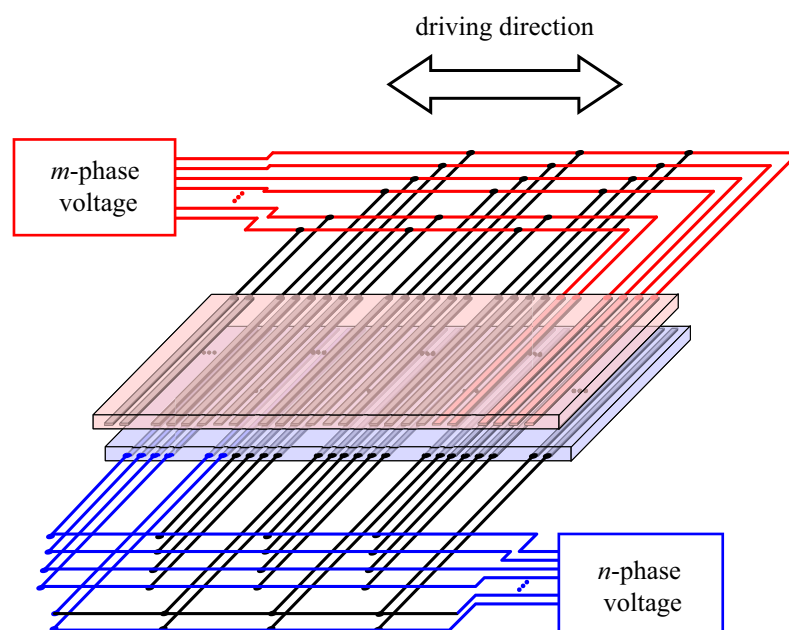 driving direction
m-phase
voltage
n-phase
voltage